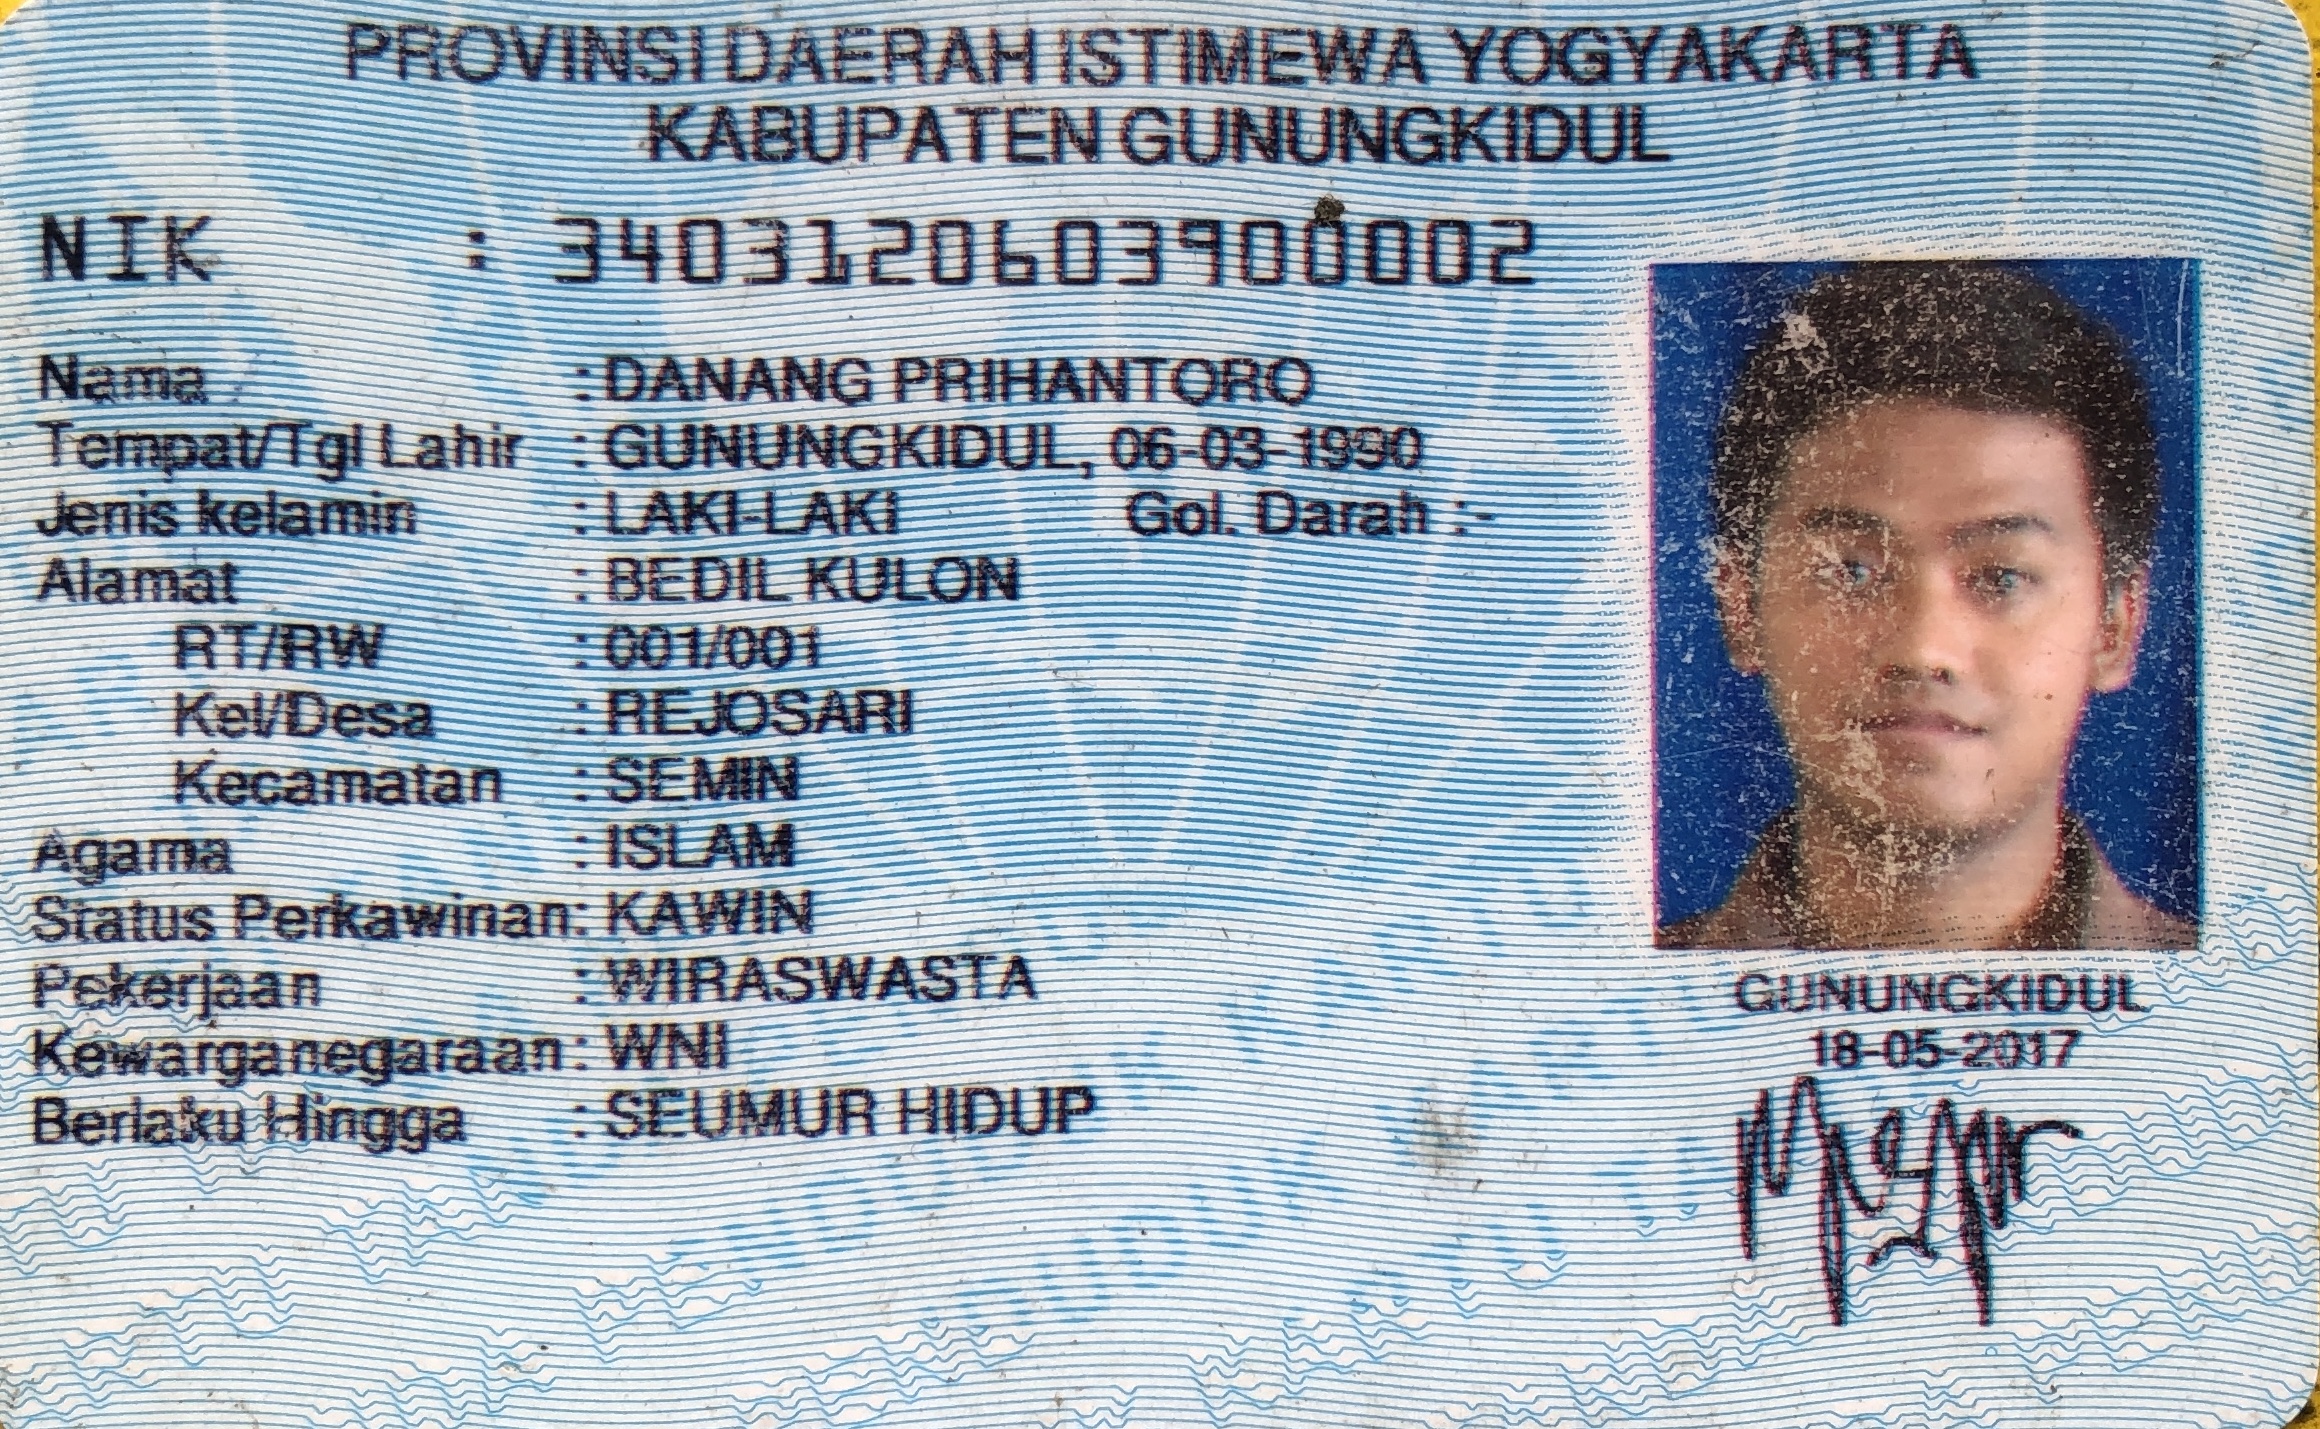 PROVINSI DAERAH ISTIMEWA YOGYAKARTA
KABUPATEN GUNUNGKIDUL
NIK : 3403120603900002
Nama : DANANG PRIHANTORO
Tempat/Tgl Lahir : GUNUNGKIDUL, 06-03-1990
Jenis kelamin : LAKI-LAKI Gol. Darah :-
Alamat : BEDIL KULON
RT/RW : 001/001
Kel/Desa : REJOSARI
Kecamatan : SEMIN
Agama : ISLAM
Status Perkawinan: KAWIN
Pekerjaan : WIRASWASTA
Kewarganegaraan: WNI
Berlaku Hingga : SEUMUR HIDUP
GUNUNGKIDUL
18-05-2017